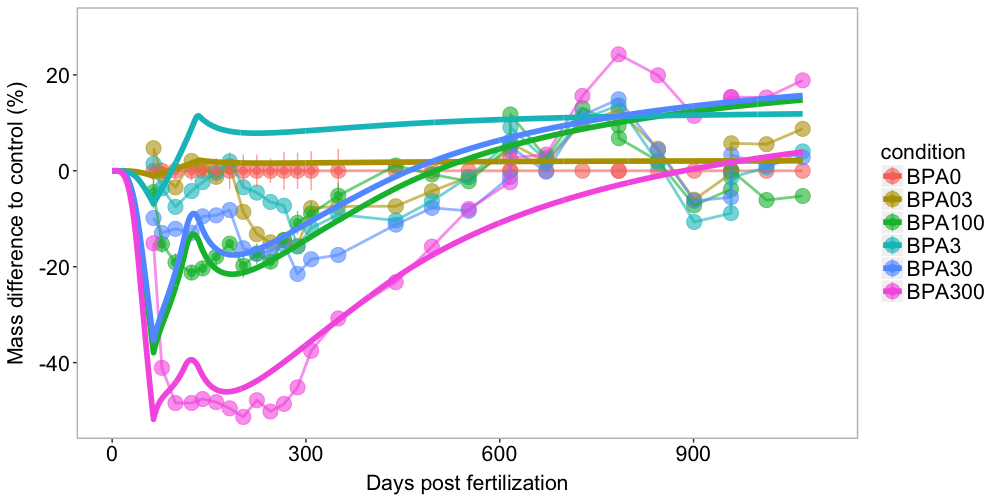 Mass difference to control (%)
20
0
-20
-40
0 300 600 900
Days post fertilization
condition
BPA0
BPA03
BPA100
BPA3
BPA30
BPA300